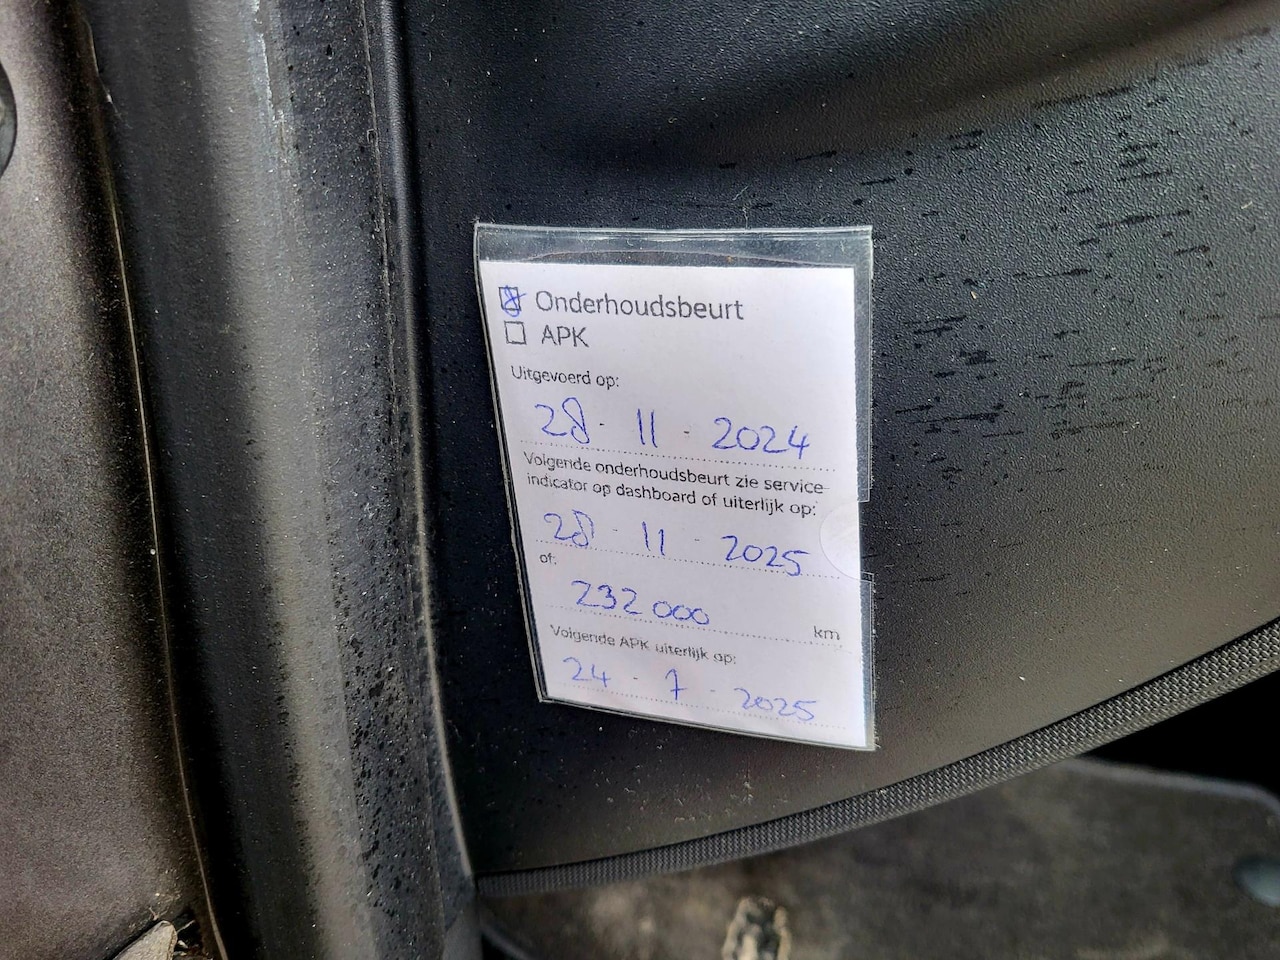 Onderhoudsbeurt
APK
Uitgevoerd op:
28 - 11 - 2024
Volgende onderhoudsbeurt zie service-
indicator op dashboard of uiterlijk op:
28 - 11 - 2025
of:
232 000 km
Volgende APK uiterlijk op:
24 - 7 - 2025